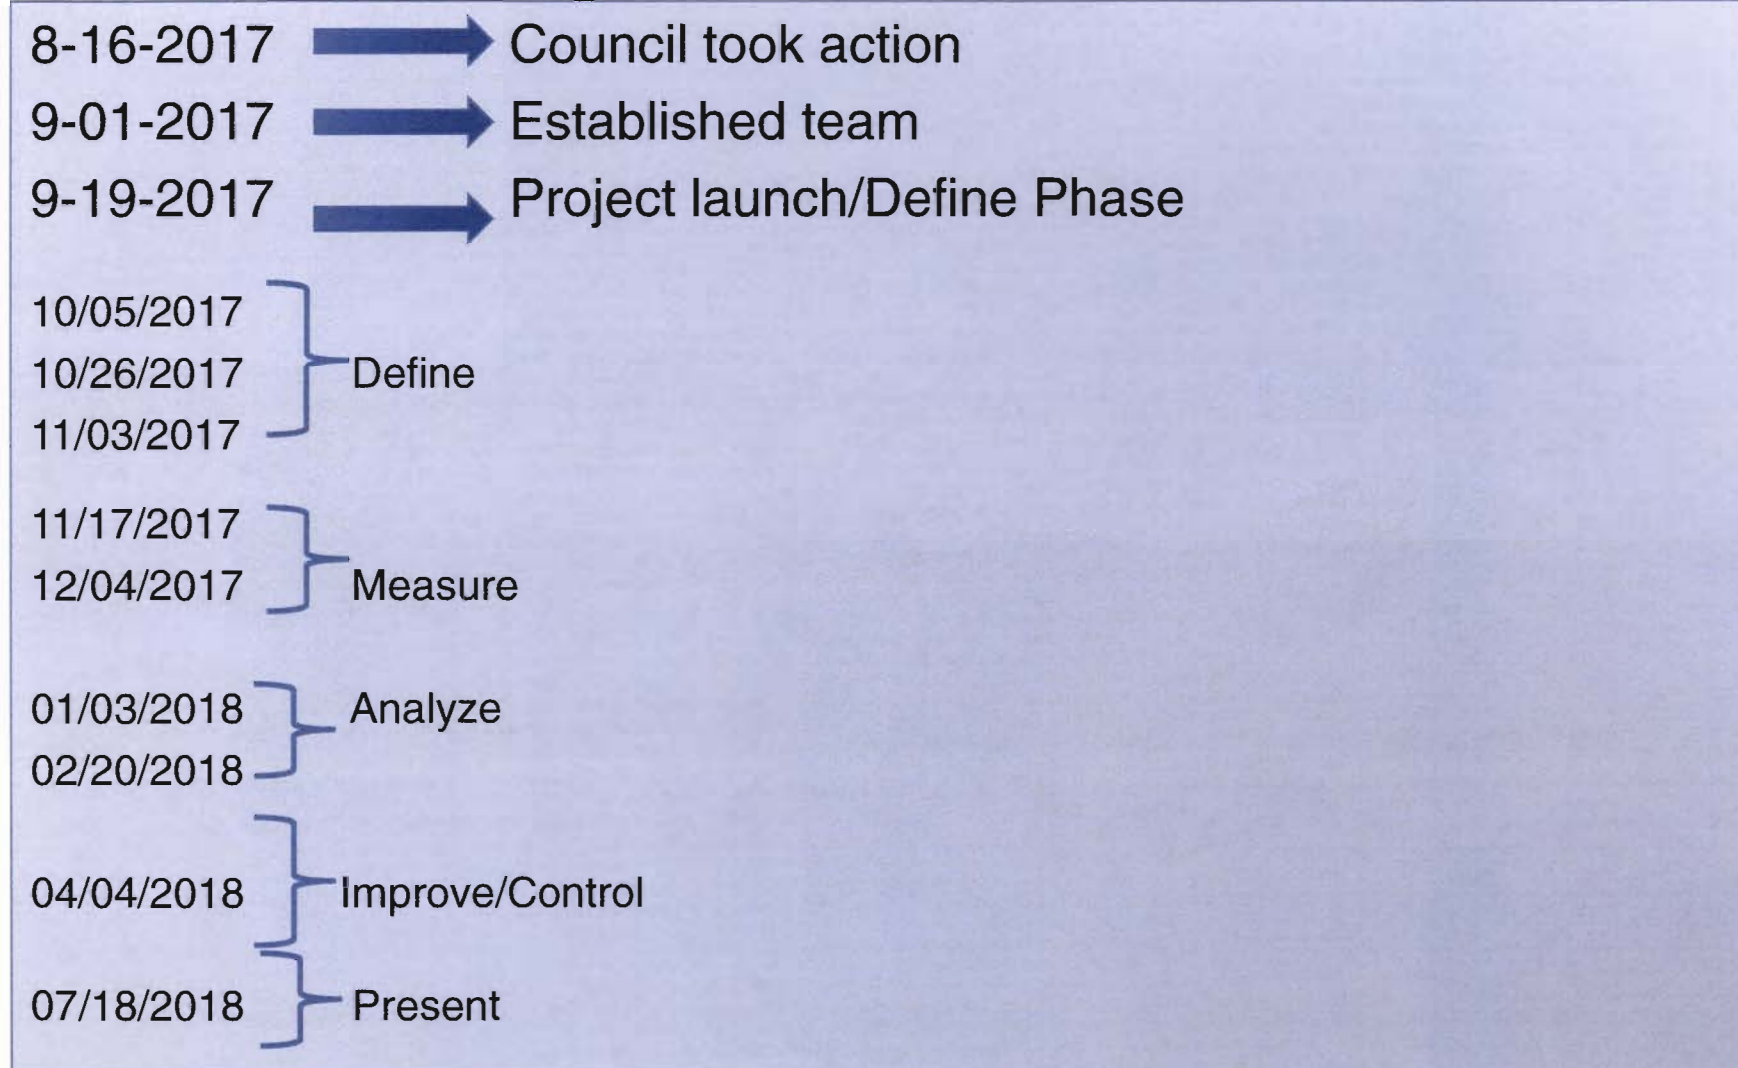 8-16-2017 Council took action
9-01-2017 Established team
9-19-2017 Project launch/Define Phase
10/05/2017
10/26/2017 Define
11/03/2017
11/17/2017
12/04/2017 Measure
01/03/2018 Analyze
02/20/2018
04/04/2018 Improve/Control
07/18/2018 Present